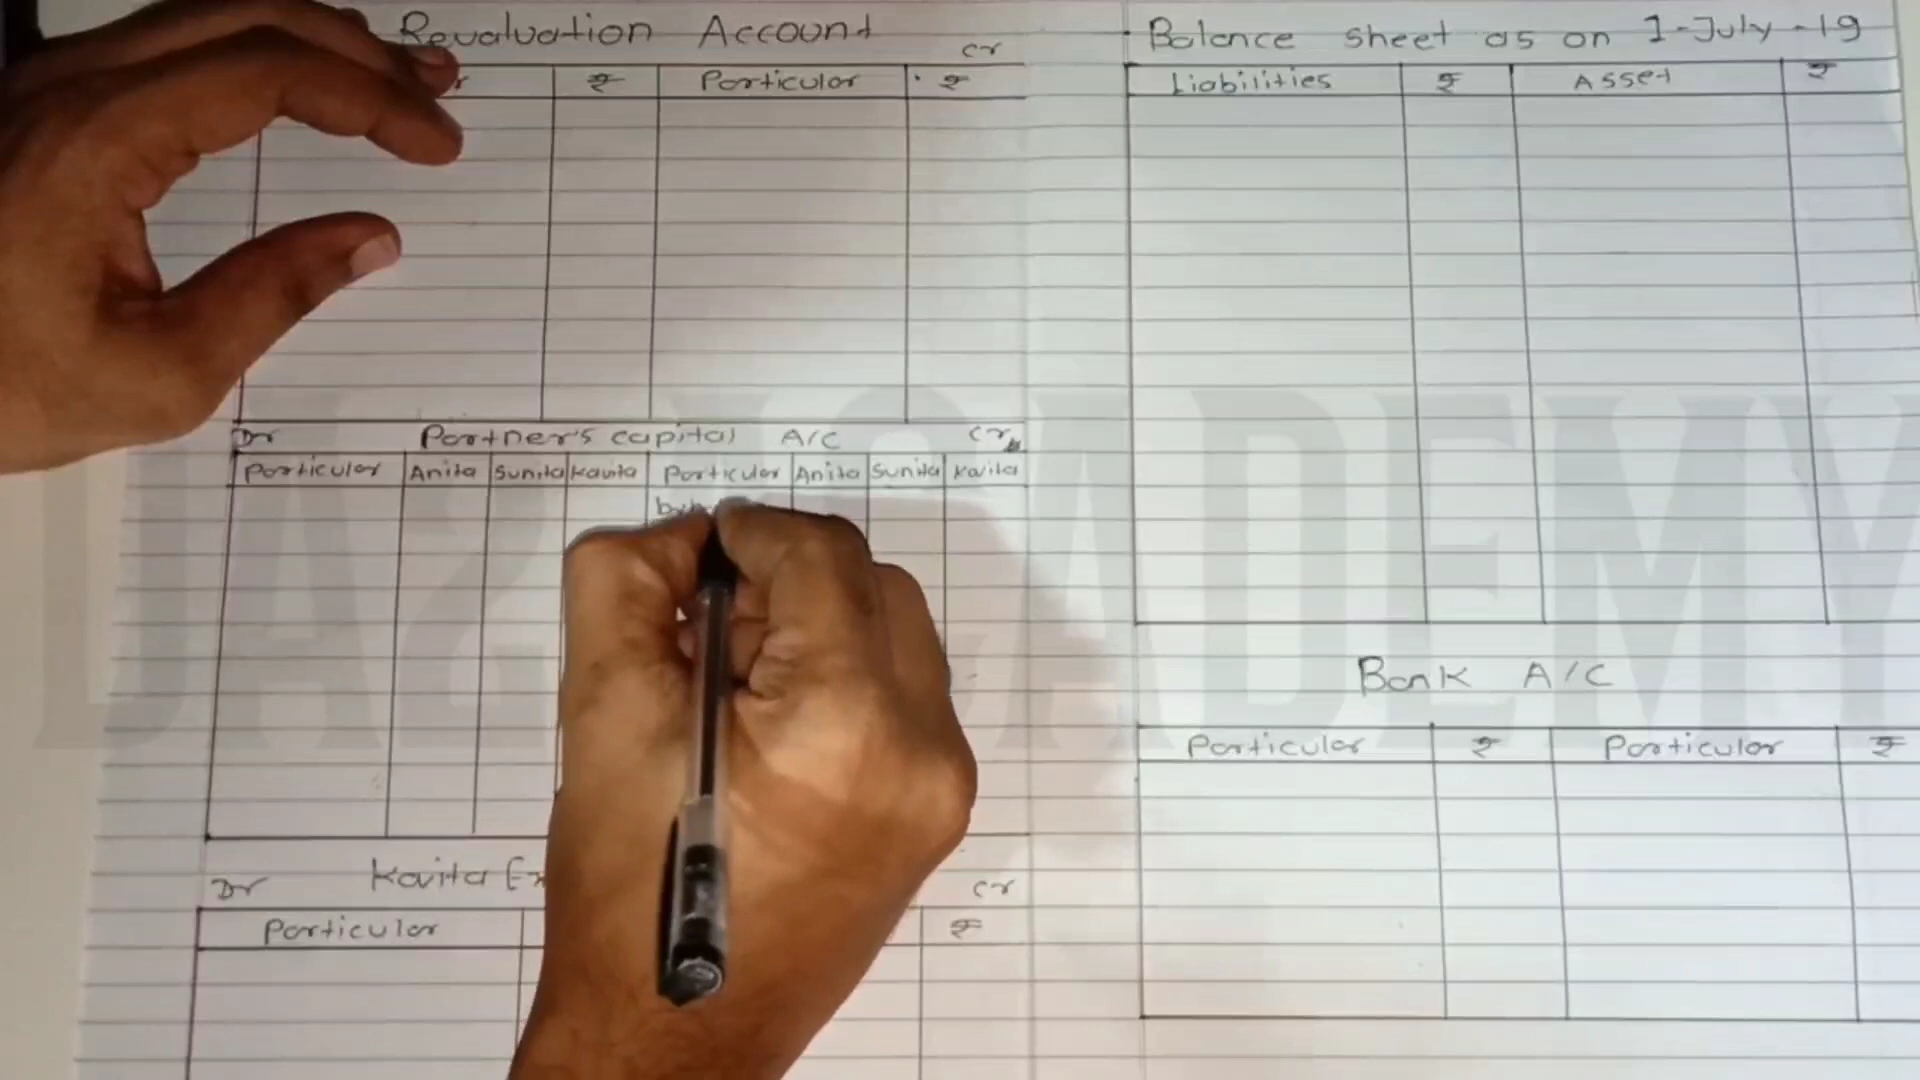 Revaluation Account
cr
₹ Particular ₹
Dr Partner's capital A/C cr
Particular Anita Sunita Kavita Particular Anita Sunita Kavita
Dr Kavita cr
Particular ₹
Balance sheet as on 1-July-19
Liabilities ₹ Asset ₹
Bank A/C
Particular ₹ Particular ₹